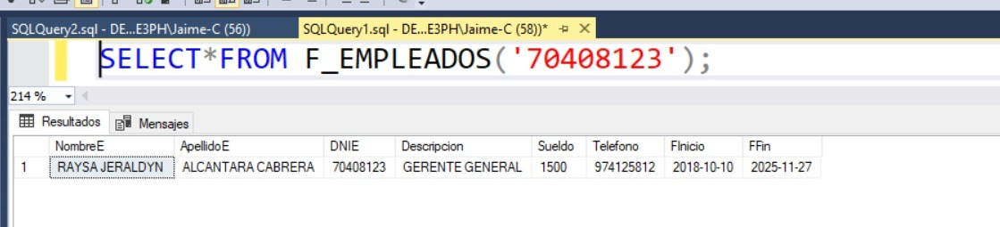 SQLQuery2.sql - DE...E3PH\Jaime-C (56))
SQLQuery1.sql - DE...E3PH\Jaime-C (58))*
SELECT*FROM F_EMPLEADOS('70408123');
214 %
Resultados Mensajes
NombreE ApellidoE DNIE Descripcion Sueldo Telefono FInicio FFin
1 RAYSA JERALDYN ALCANTARA CABRERA 70408123 GERENTE GENERAL 1500 974125812 2018-10-10 2025-11-27